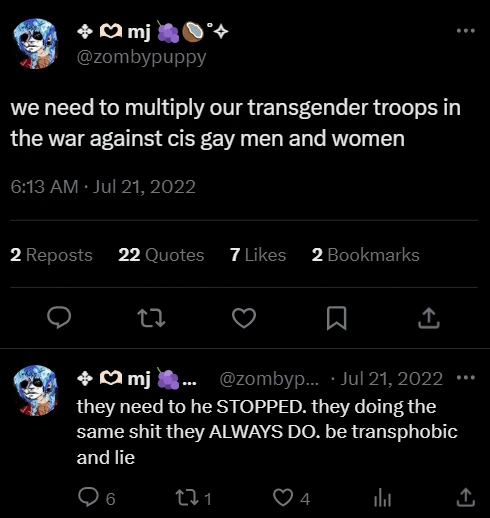 mj
@zombypuppy
we need to multiply our transgender troops in
the war against cis gay men and women
6:13 AM · Jul 21, 2022
2 Reposts 22 Quotes 7 Likes 2 Bookmarks
mj ... @zombyp... · Jul 21, 2022
they need to he STOPPED. they doing the
same shit they ALWAYS DO. be transphobic
and lie
6 1 4